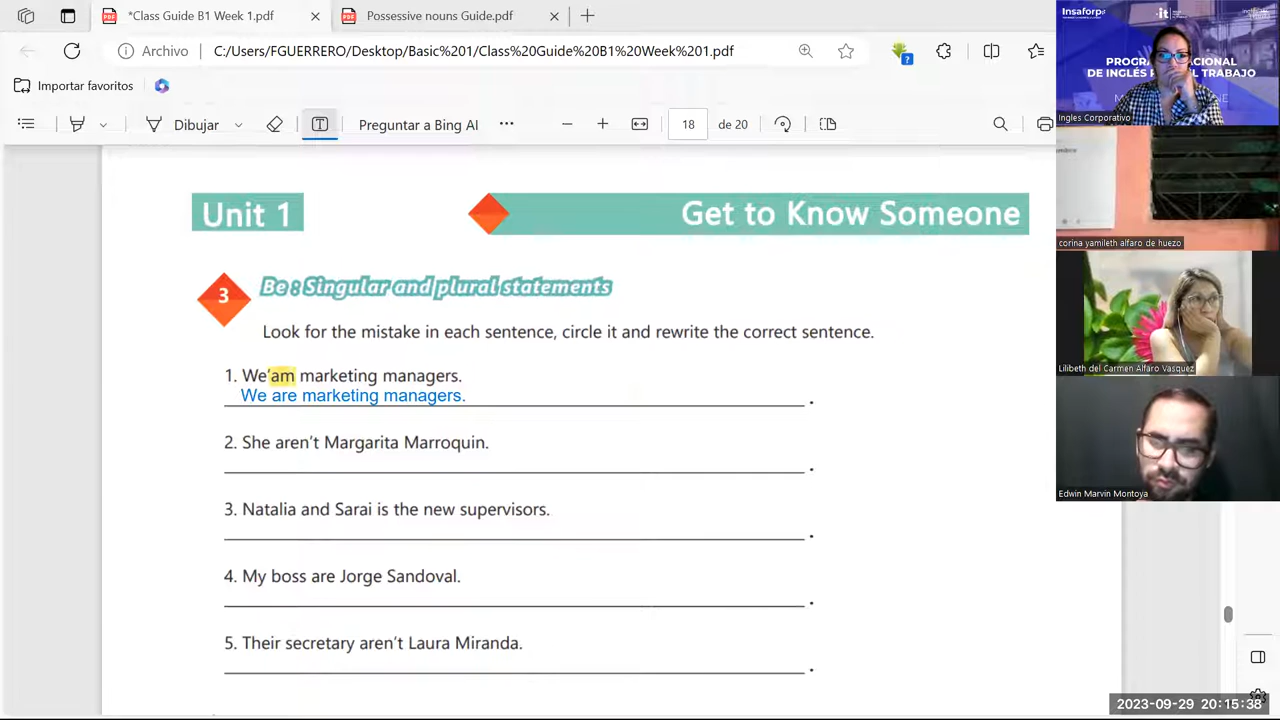 *Class Guide B1 Week 1.pdf
sive nouns Guide.pdf
Archivo
C:/Users/FGUERRERO/Desktop/Basic%201/Class%20Guide%20B1%20Week%201.pdf
Importar favoritos
Dibujar
Preguntar a Bing AI
18
de 20
Unit 1
Get to Know Someone
3
Be : Singular and plural statements
Look for the mistake in each sentence, circle it and rewrite the correct sentence.
1. We'am marketing managers.
We are marketing managers.
.
2. She aren't Margarita Marroquin.
.
3. Natalia and Sarai is the new supervisors.
.
4. My boss are Jorge Sandoval.
.
5. Their secretary aren't Laura Miranda.
.
Insaforp
Ingles Corporativo
corina yamileth alfaro de huezo
Lilibeth del Carmen Alfaro Vasquez
Edwin Marvin Montoya
2023-09-29 20:15:38